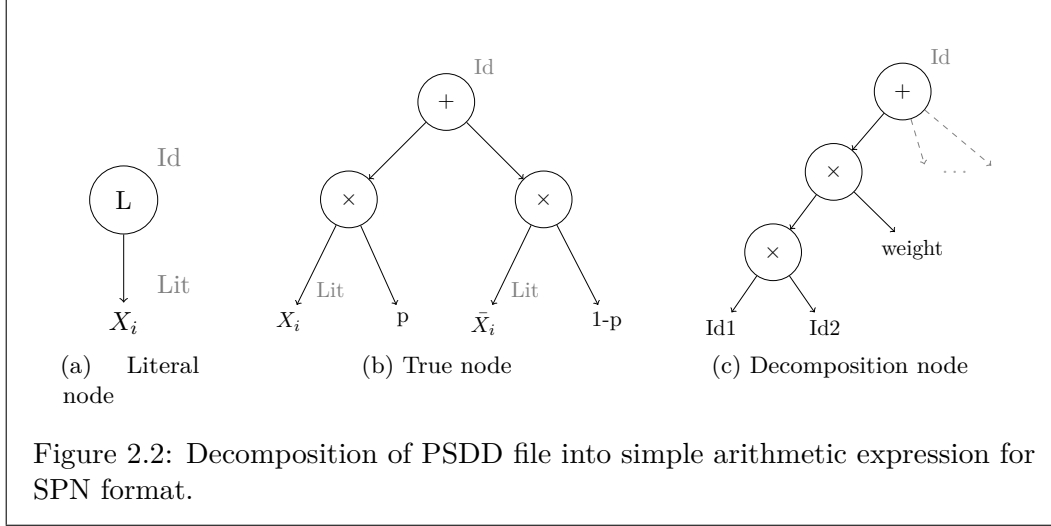 Id
L
Lit
X_i
(a) Literal
node
Id
+
× ×
Lit Lit
X_i p X̄_i 1-p
(b) True node
Id
+
×
...
×
weight
Id1 Id2
(c) Decomposition node
Figure 2.2: Decomposition of PSDD file into simple arithmetic expression for
SPN format.